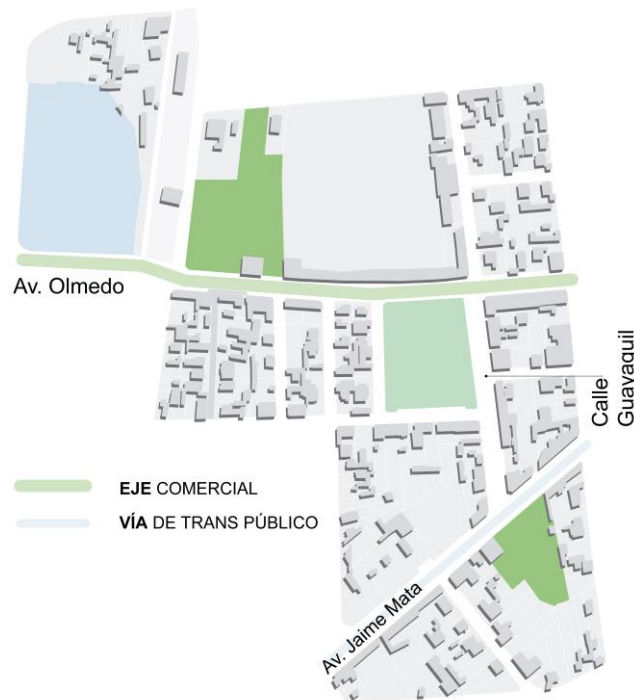 Av. Olmedo
Calle
Guayaquil
EJE COMERCIAL
VÍA DE TRANS PÚBLICO
Av. Jaime Mata